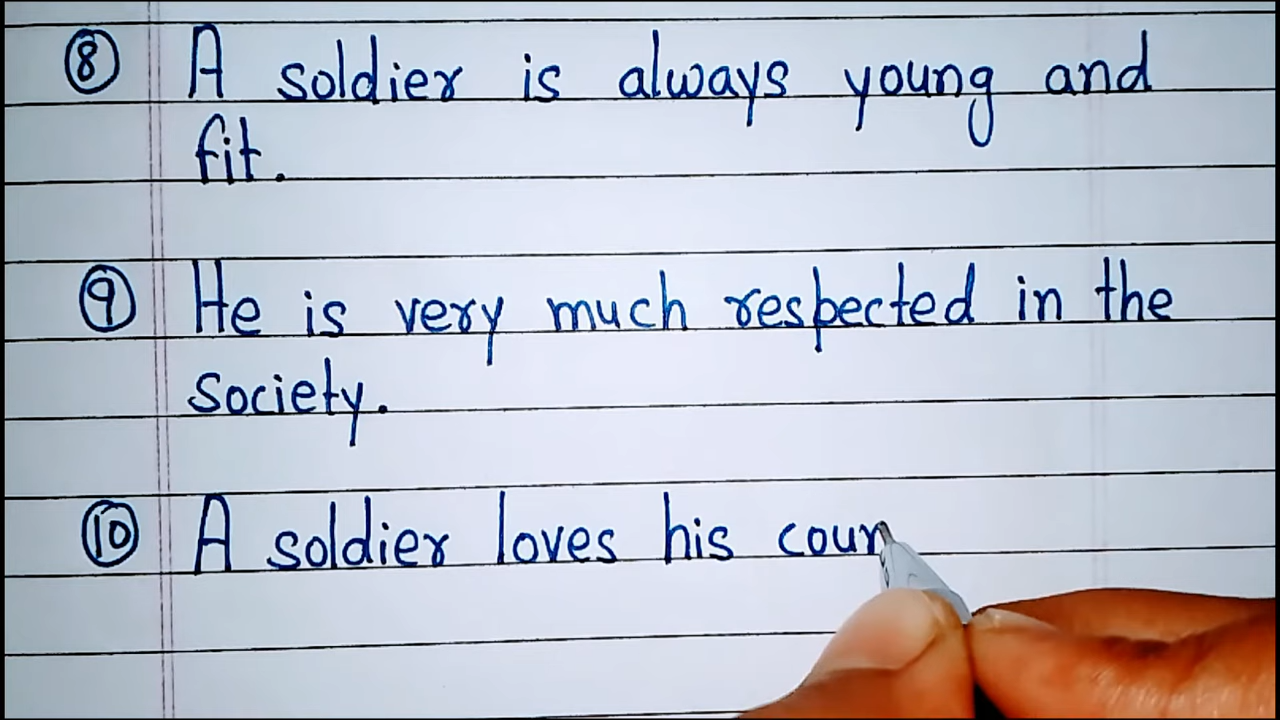 ⑧ A soldier is always young and
fit.
⑨ He is very much respected in the
society.
⑩ A soldier loves his coun